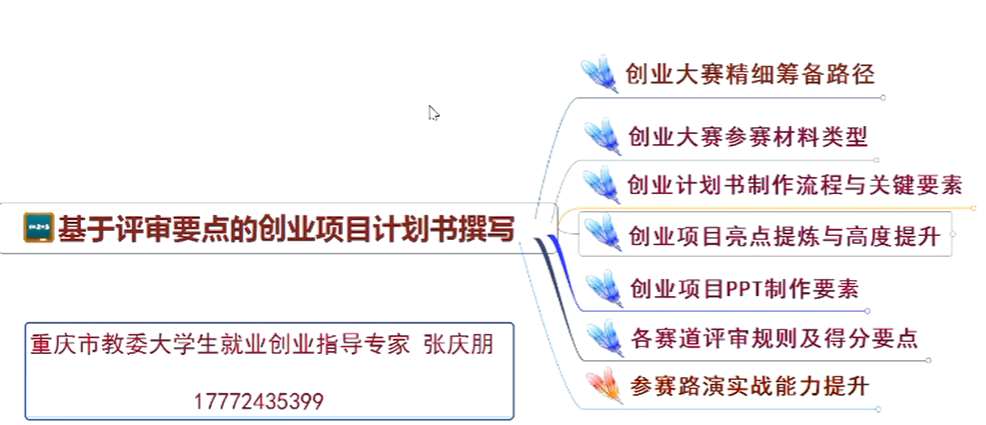 创业大赛精细筹备路径
创业大赛参赛材料类型
创业计划书制作流程与关键要素
基于评审要点的创业项目计划书撰写
创业项目亮点提炼与高度提升
创业项目PPT制作要素
各赛道评审规则及得分要点
参赛路演实战能力提升
重庆市教委大学生就业创业指导专家 张庆朋
17772435399